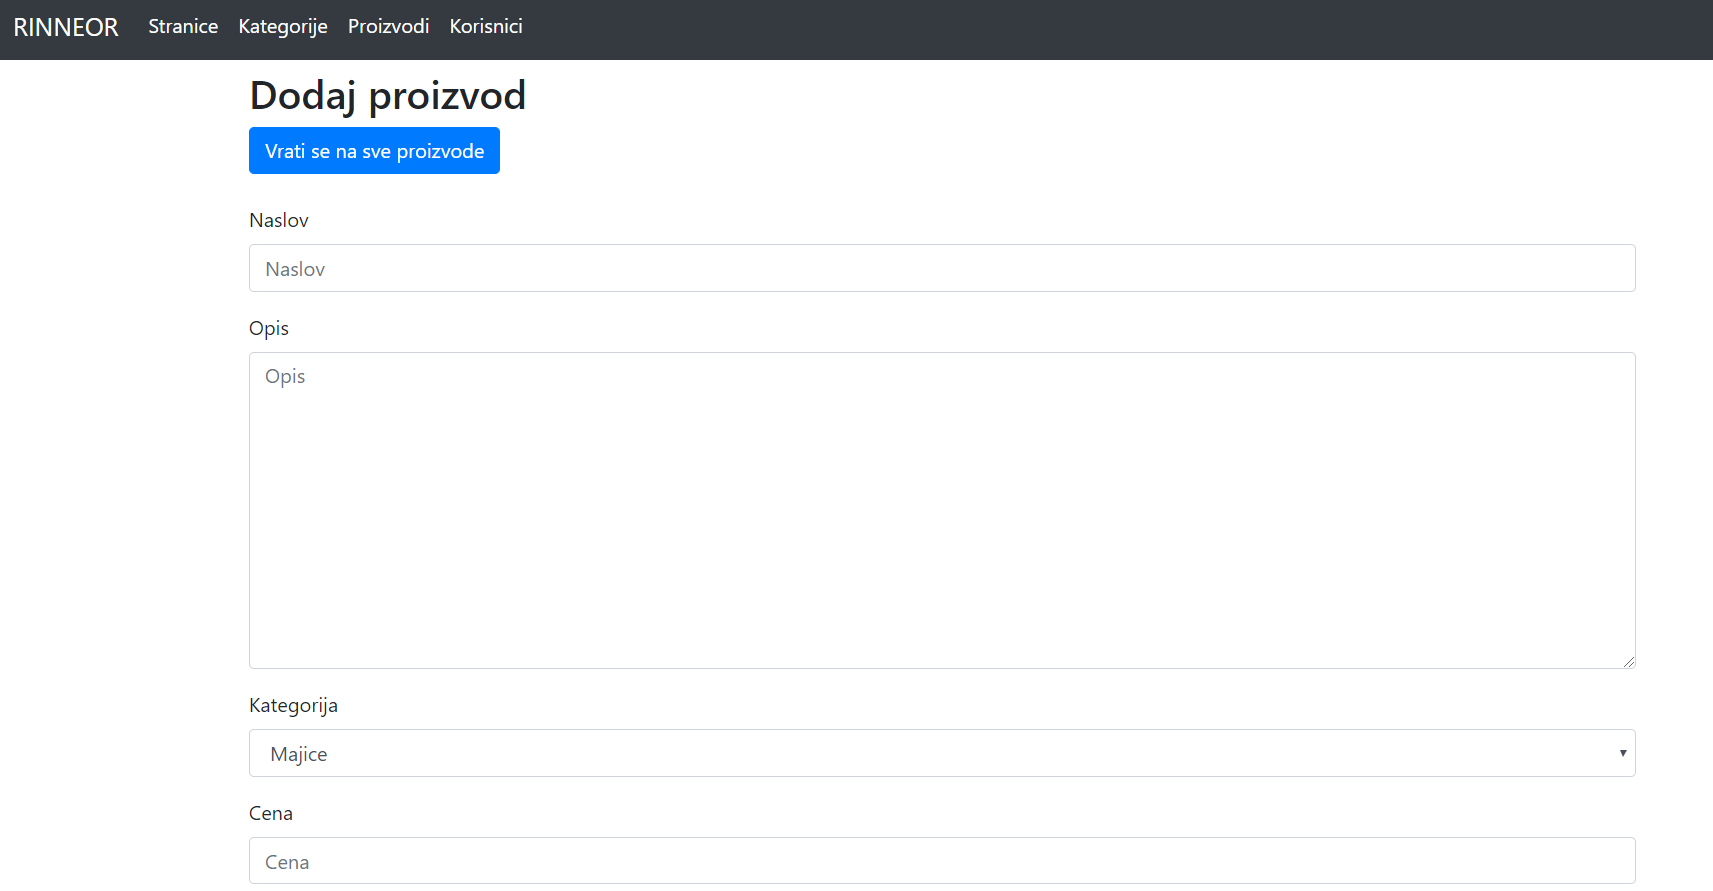 RINNEOR Stranice Kategorije Proizvodi Korisnici
Dodaj proizvod
Vrati se na sve proizvode
Naslov
Naslov
Opis
Opis
Kategorija
Majice
Cena
Cena